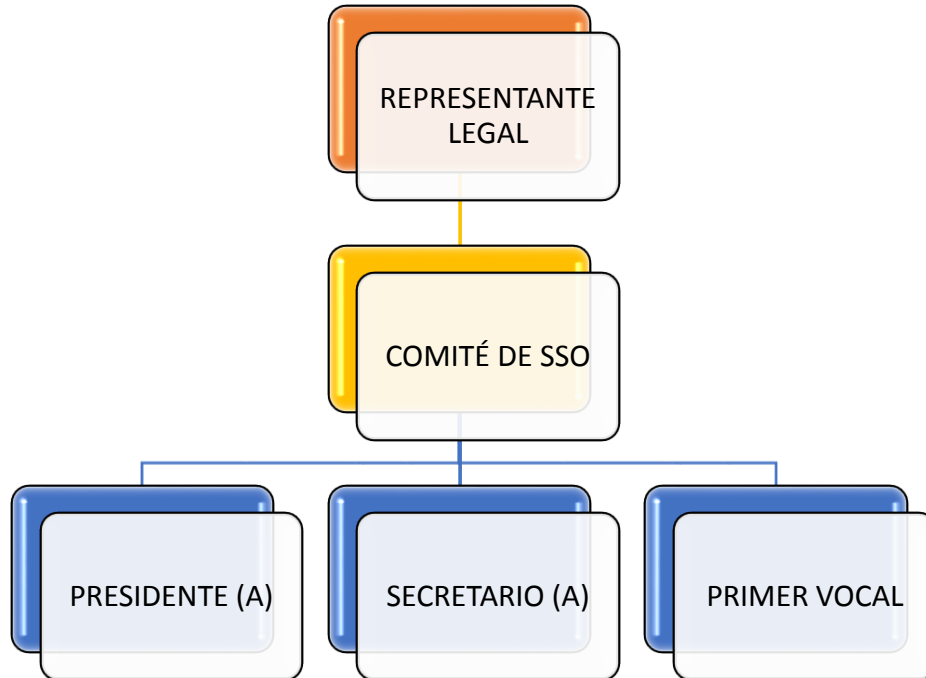 REPRESENTANTE
LEGAL
COMITÉ DE SSO
PRESIDENTE (A)
SECRETARIO (A)
PRIMER VOCAL